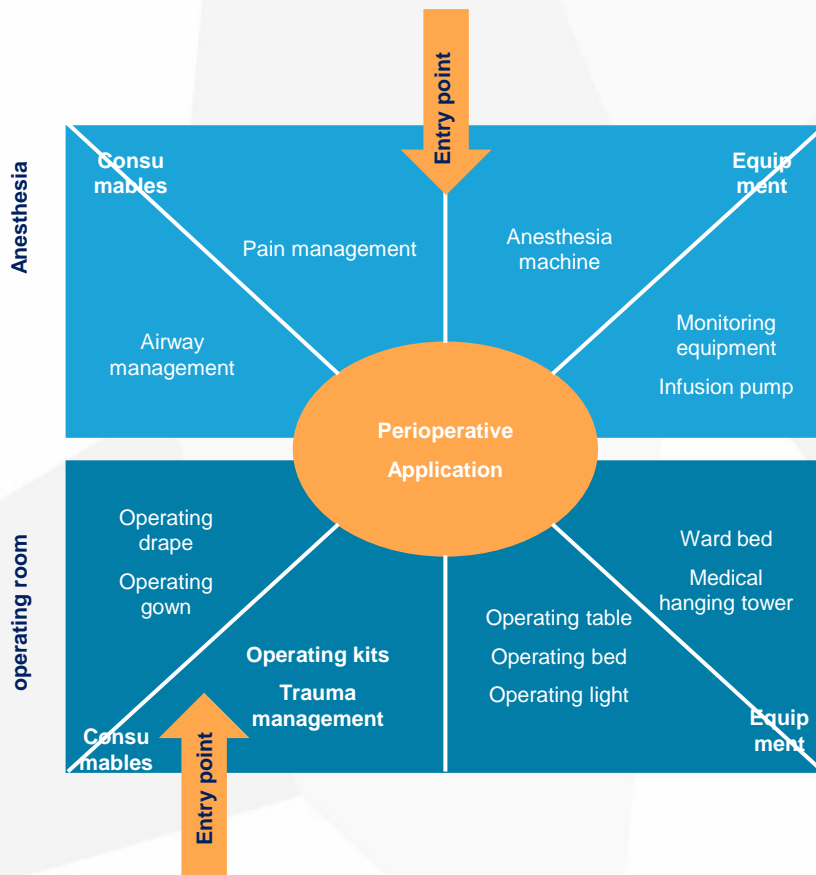 Entry point
Anesthesia
Consu
mables
Equip
ment
Pain management
Anesthesia
machine
Airway
management
Monitoring
equipment
Infusion pump
Perioperative
Application
operating room
Operating
drape
Operating
gown
Operating kits
Trauma
management
Operating table
Operating bed
Operating light
Ward bed
Medical
hanging tower
Consu
mables
Equip
ment
Entry point